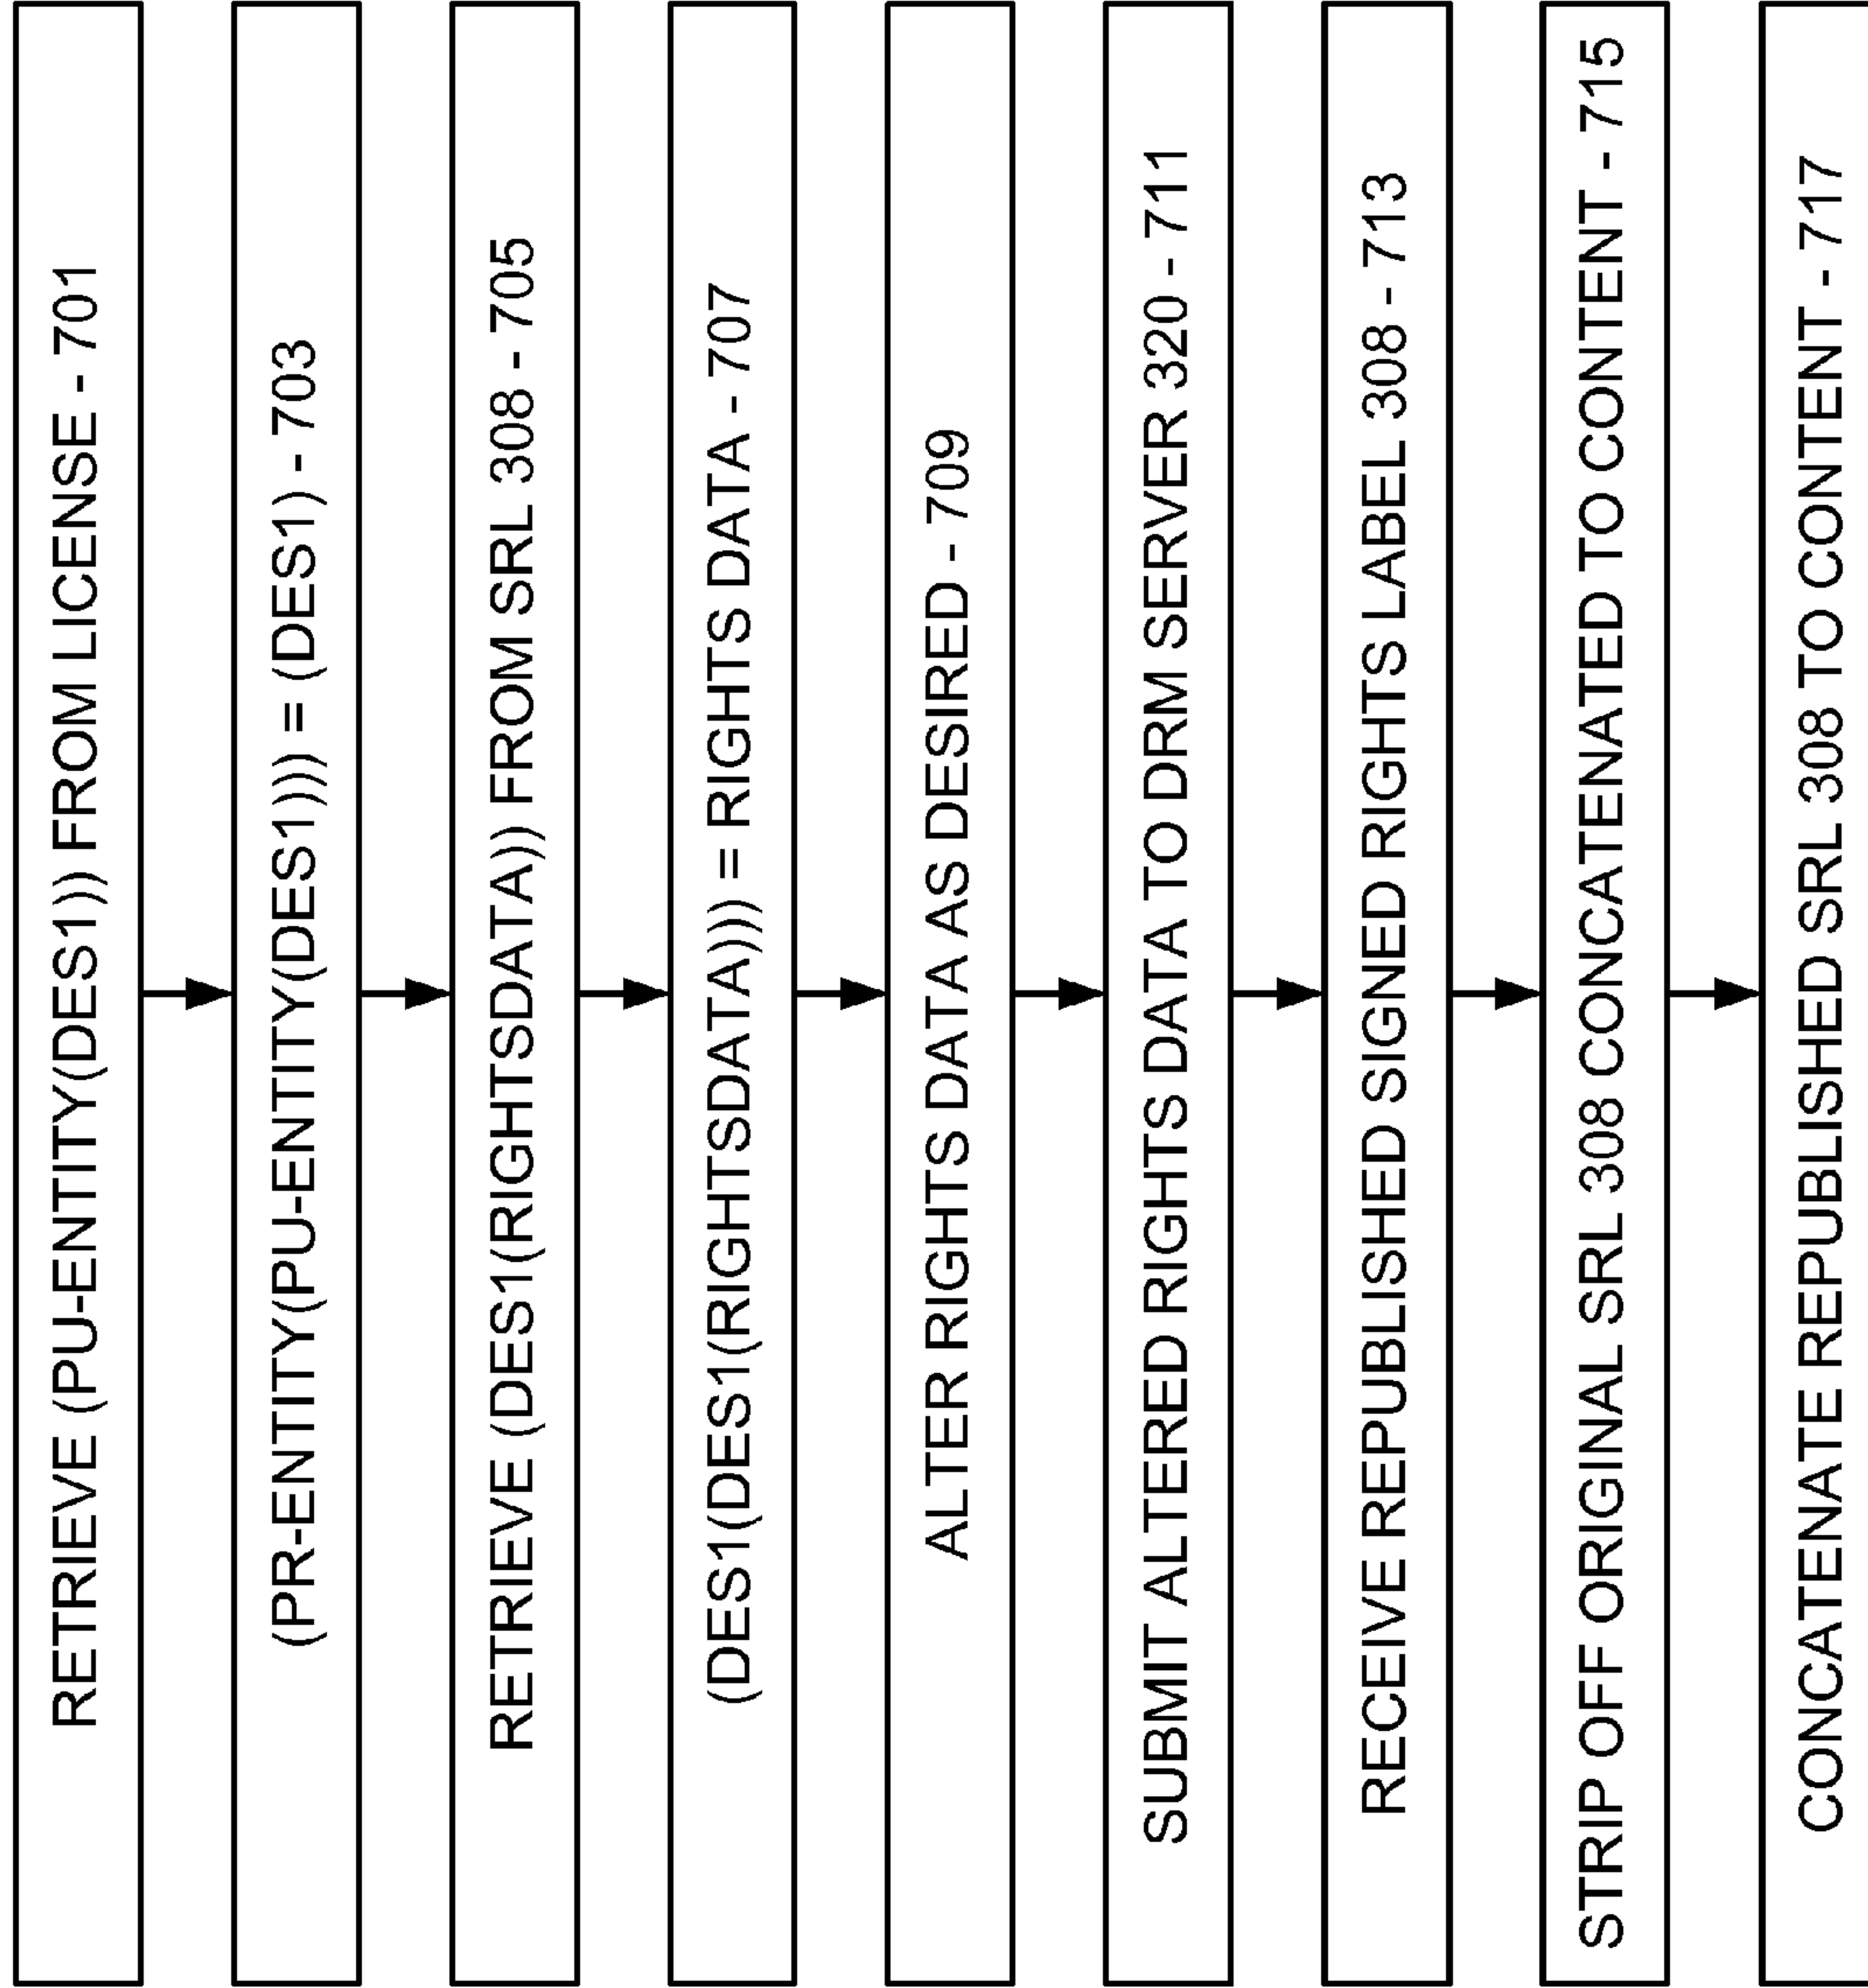 RETRIEVE (PU-ENTITY(DES1)) FROM LICENSE - 701
(PR-ENTITY(PU-ENTITY(DES1))) = (DES1) - 703
RETRIEVE (DES1(RIGHTSDATA)) FROM SRL 308 - 705
(DES1(DES1(RIGHTSDATA))) = RIGHTS DATA - 707
ALTER RIGHTS DATA AS DESIRED - 709
SUBMIT ALTERED RIGHTS DATA TO DRM SERVER 320 - 711
RECEIVE REPUBLISHED SIGNED RIGHTS LABEL 308 - 713
STRIP OFF ORIGINAL SRL 308 CONCATENATED TO CONTENT - 715
CONCATENATE REPUBLISHED SRL 308 TO CONTENT - 717